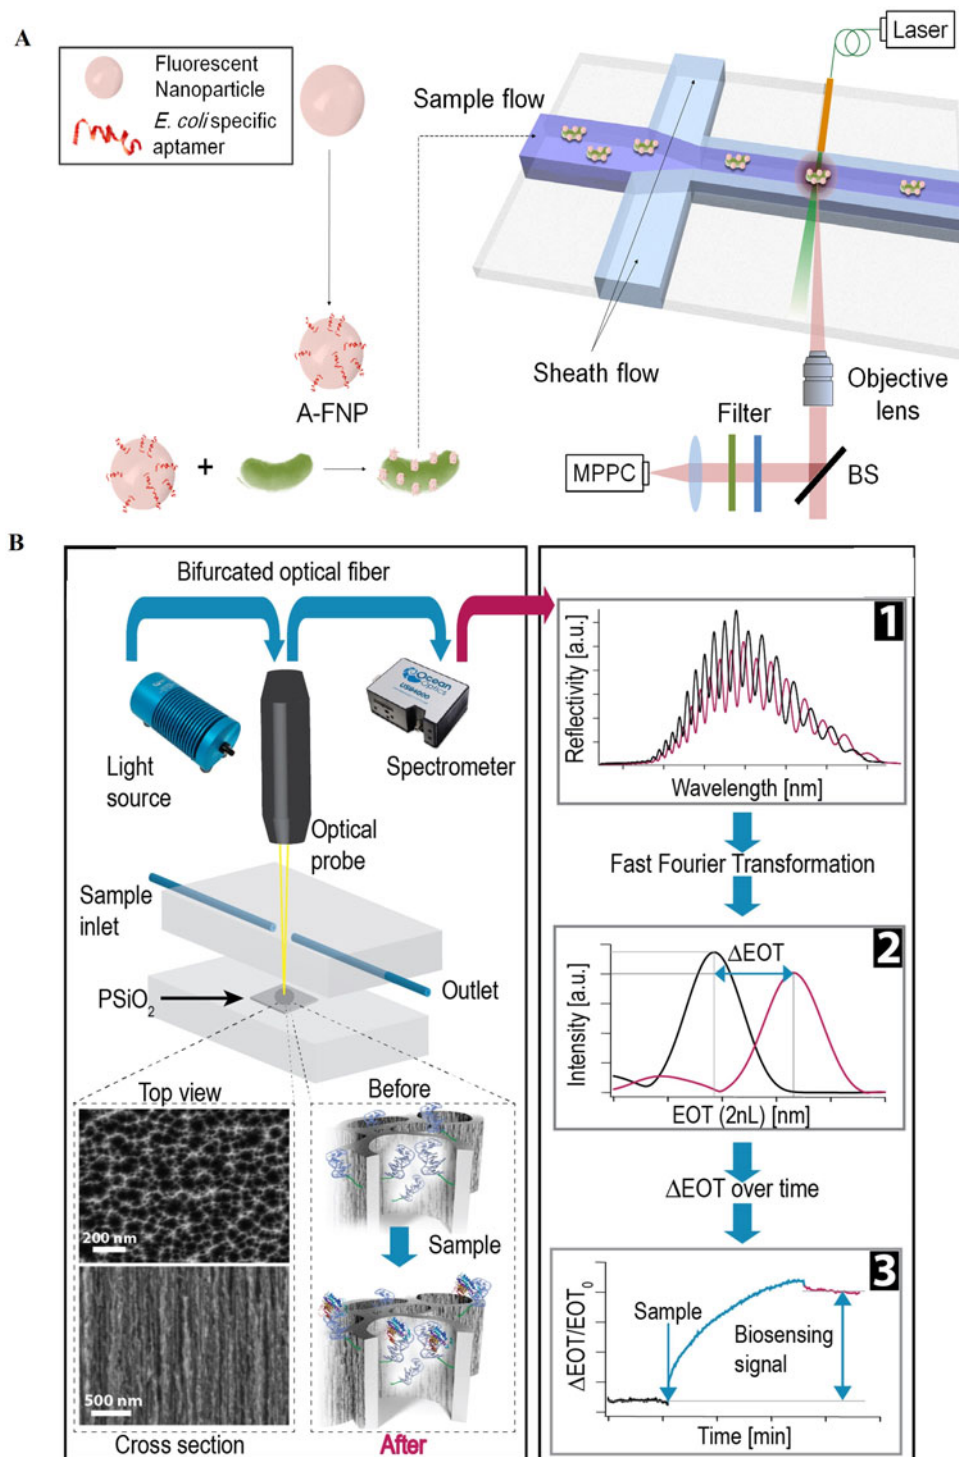 A
Fluorescent
Nanoparticle
E. coli specific
aptamer
Laser
Sample flow
A-FNP
Sheath flow
Objective
lens
Filter
MPPC
BS
B
Bifurcated optical fiber
Light
source
Ocean
Optics
USB4000
Spectrometer
Optical
probe
Sample
inlet
Outlet
PSiO2
Top view
200 nm
500 nm
Cross section
Before
Sample
After
1
Reflectivity [a.u.]
Wavelength [nm]
Fast Fourier Transformation
2
ΔEOT
Intensity [a.u.]
EOT (2nL) [nm]
ΔEOT over time
3
ΔEOT/EOT0
Sample
Biosensing
signal
Time [min]